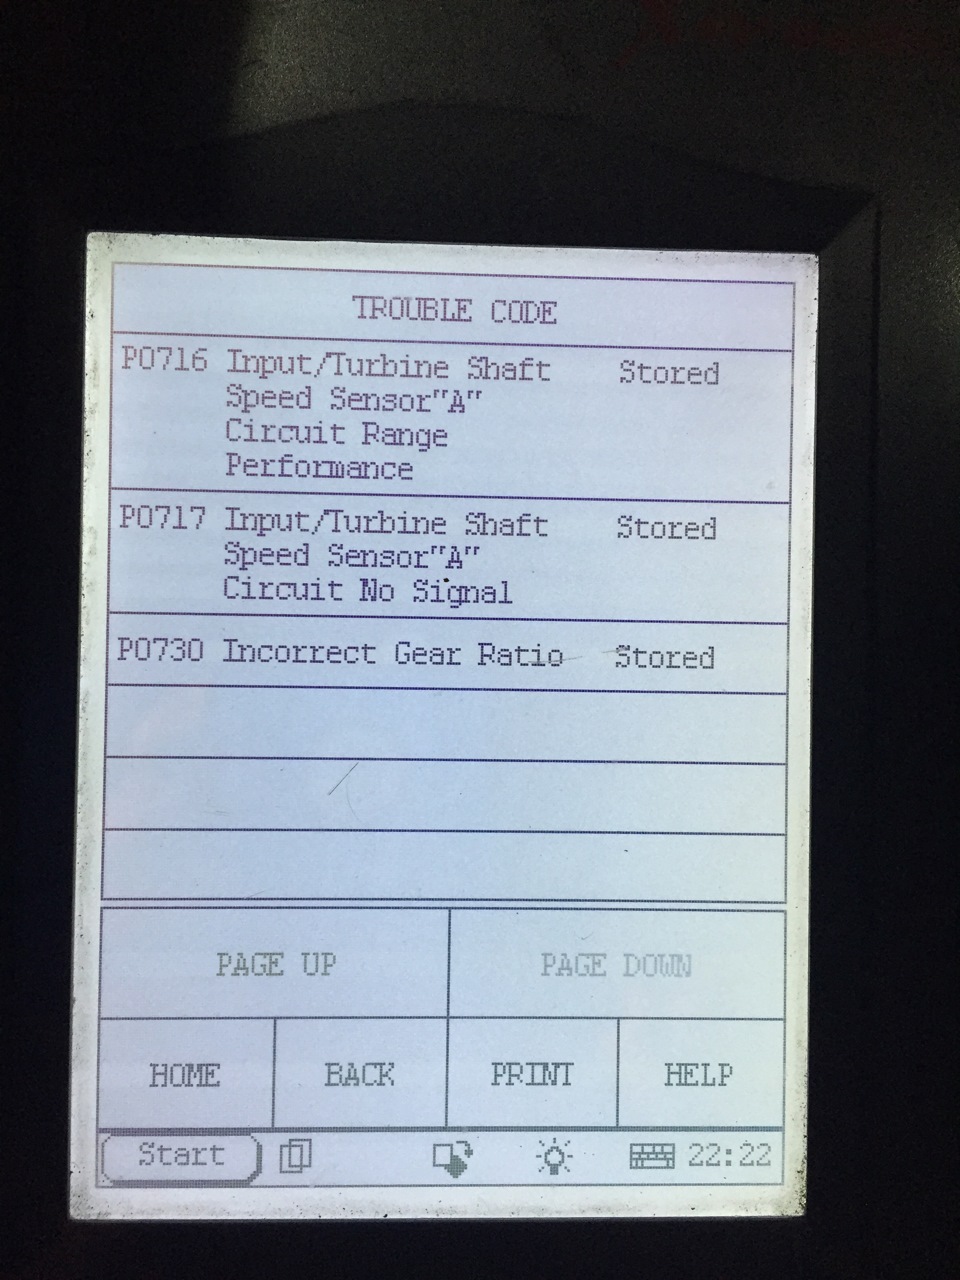 TROUBLE CODE
P0716 Input/Turbine Shaft Stored
Speed Sensor"A"
Circuit Range
Performance
P0717 Input/Turbine Shaft Stored
Speed Sensor"A"
Circuit No Signal
P0730 Incorrect Gear Ratio Stored
PAGE UP PAGE DOWN
HOME BACK PRINT HELP
Start 22:22